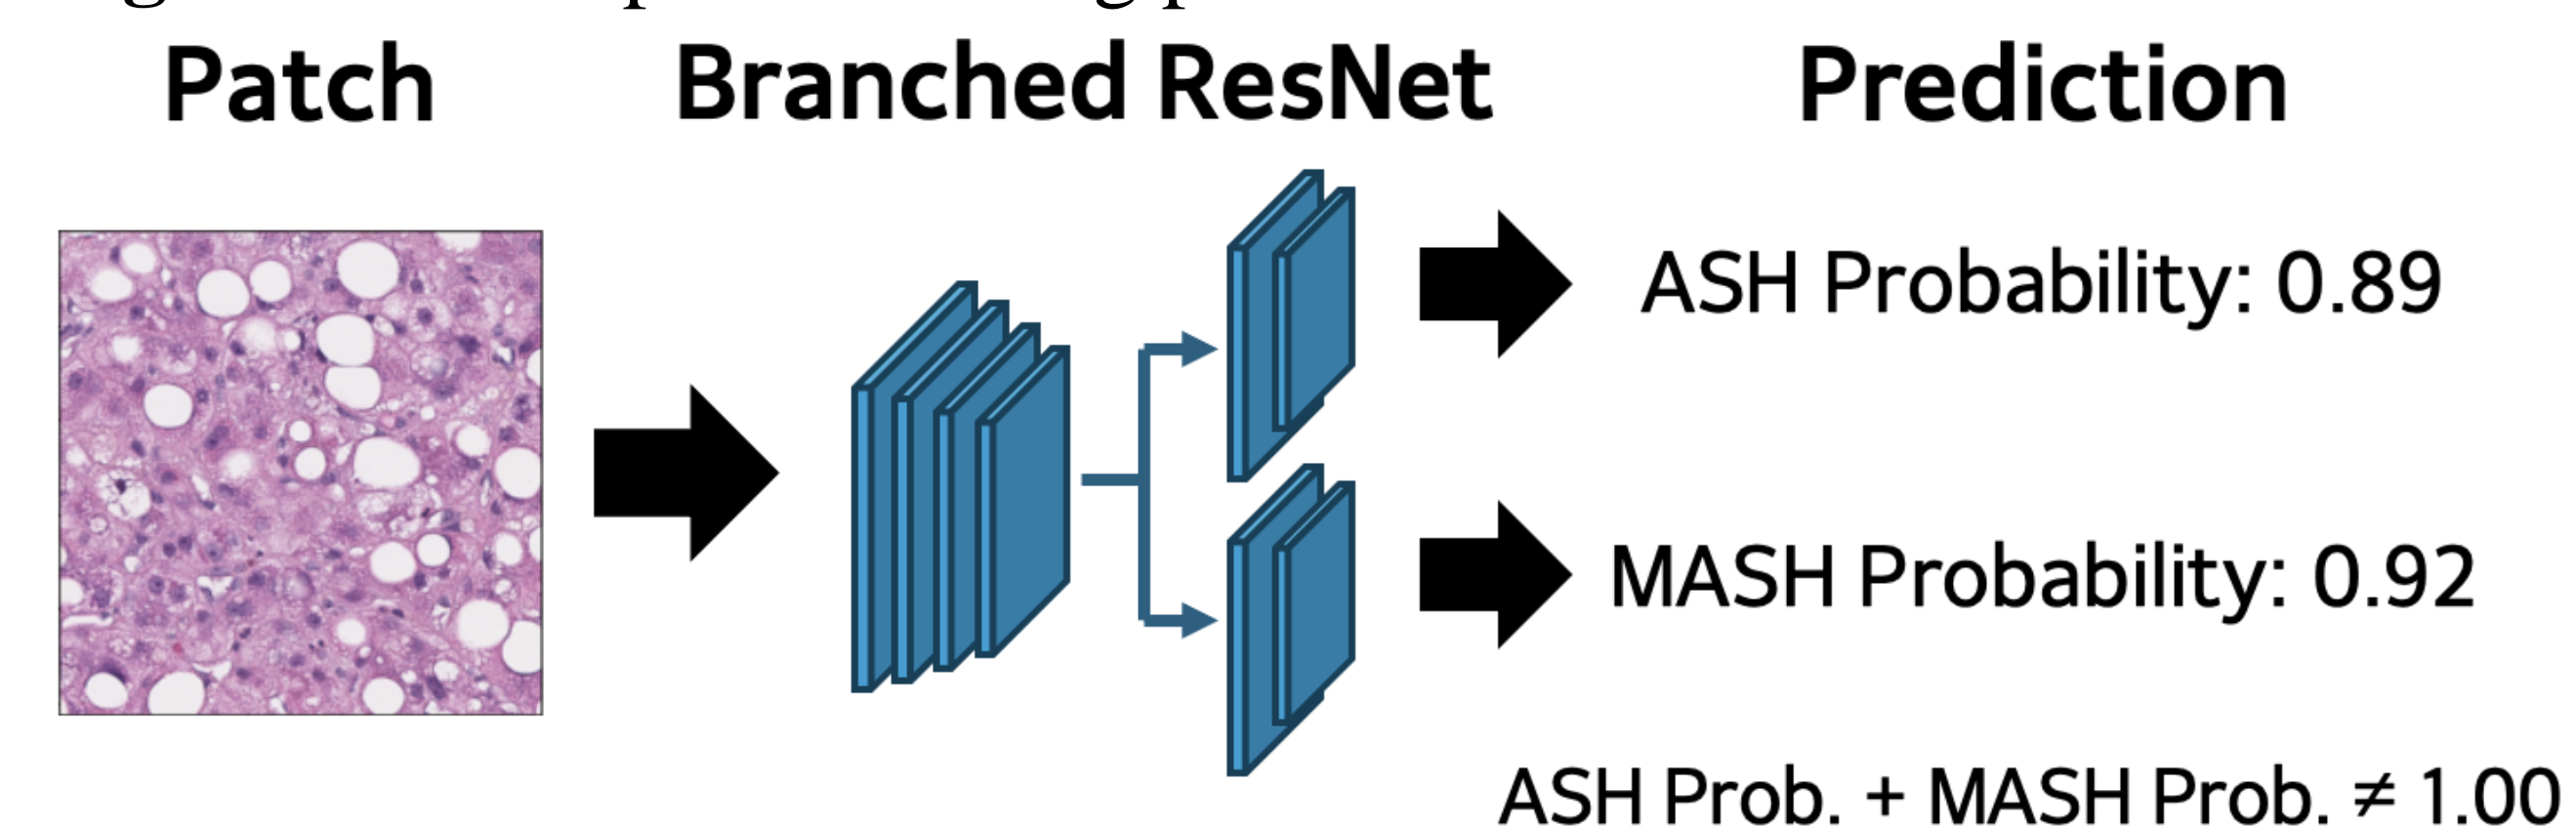 Patch
Branched ResNet
Prediction
ASH Probability: 0.89
MASH Probability: 0.92
ASH Prob. + MASH Prob. ≠ 1.00